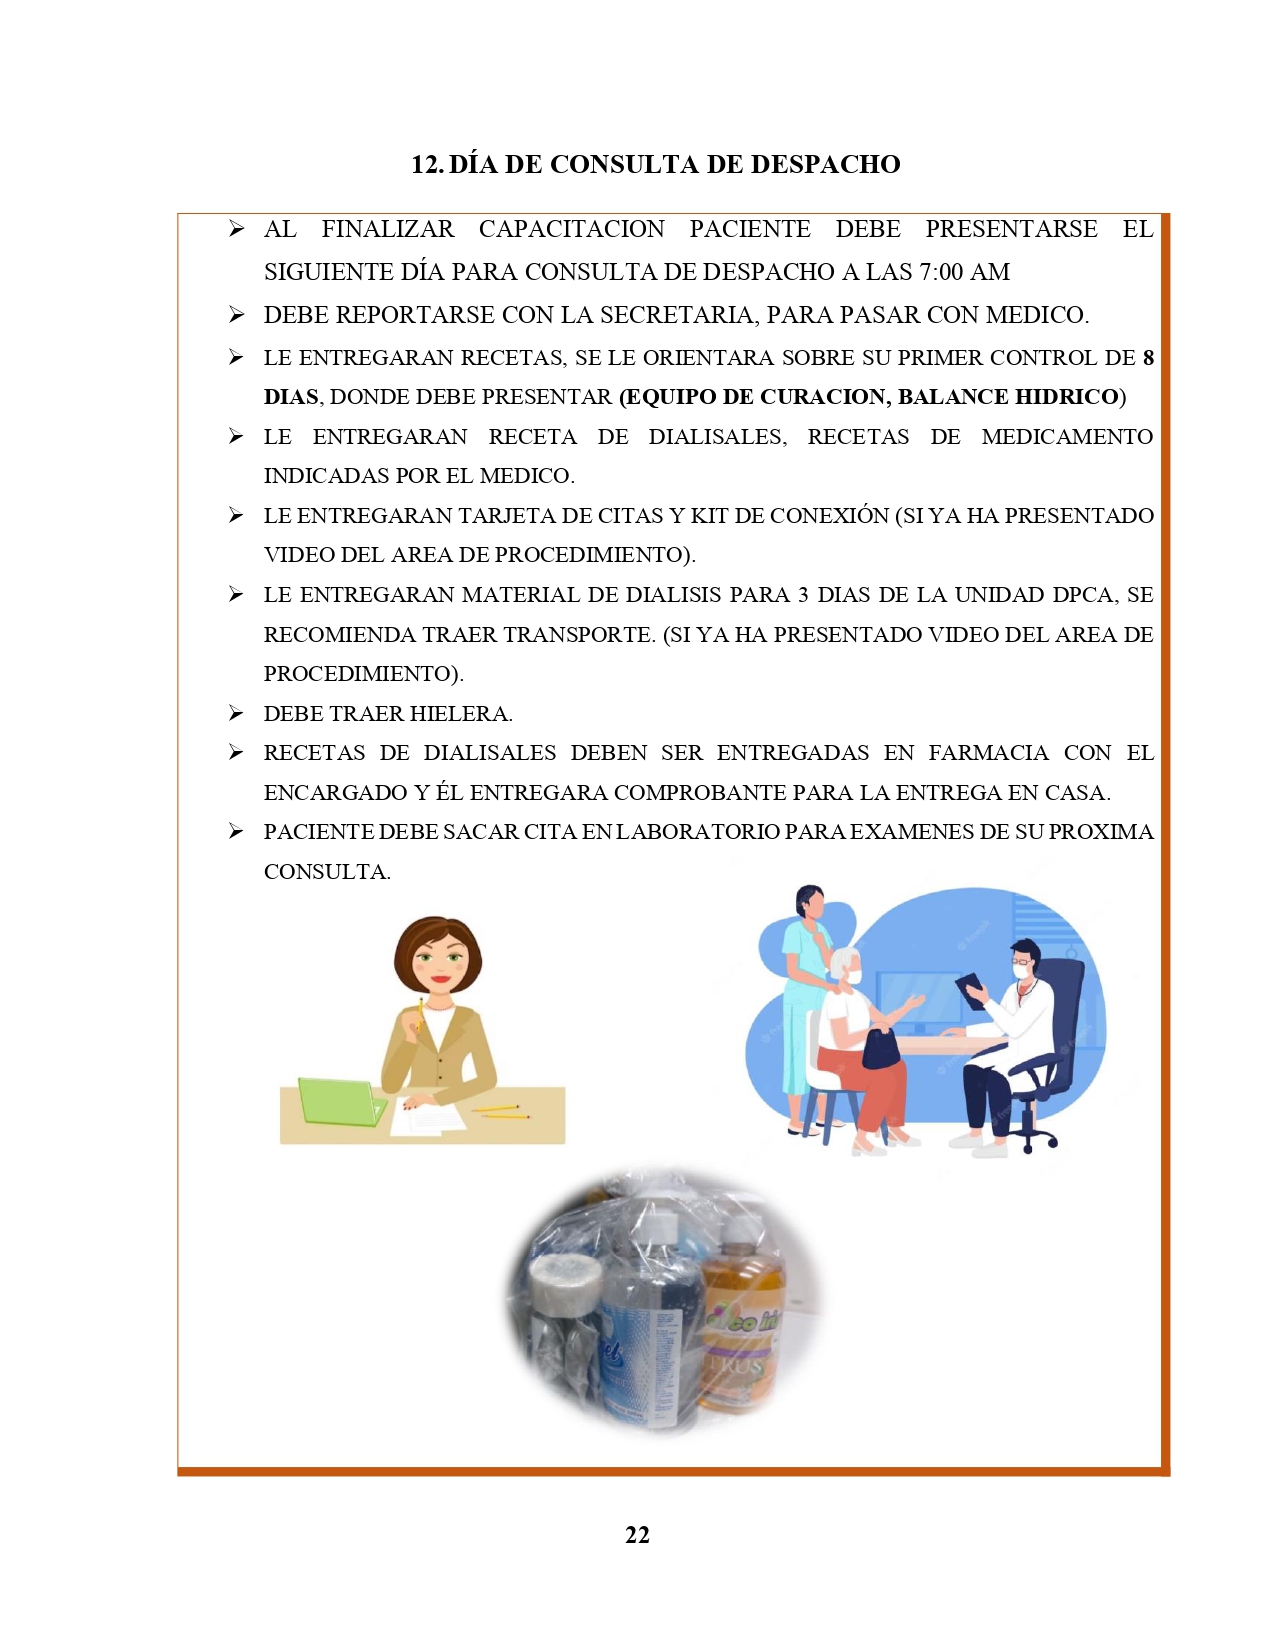 12. DÍA DE CONSULTA DE DESPACHO
➢ AL FINALIZAR CAPACITACION PACIENTE DEBE PRESENTARSE EL
SIGUIENTE DÍA PARA CONSULTA DE DESPACHO A LAS 7:00 AM
➢ DEBE REPORTARSE CON LA SECRETARIA, PARA PASAR CON MEDICO.
➢ LE ENTREGARAN RECETAS, SE LE ORIENTARA SOBRE SU PRIMER CONTROL DE 8
DIAS, DONDE DEBE PRESENTAR (EQUIPO DE CURACION, BALANCE HIDRICO)
➢ LE ENTREGARAN RECETA DE DIALISALES, RECETAS DE MEDICAMENTO
INDICADAS POR EL MEDICO.
➢ LE ENTREGARAN TARJETA DE CITAS Y KIT DE CONEXIÓN (SI YA HA PRESENTADO
VIDEO DEL AREA DE PROCEDIMIENTO).
➢ LE ENTREGARAN MATERIAL DE DIALISIS PARA 3 DIAS DE LA UNIDAD DPCA, SE
RECOMIENDA TRAER TRANSPORTE. (SI YA HA PRESENTADO VIDEO DEL AREA DE
PROCEDIMIENTO).
➢ DEBE TRAER HIELERA.
➢ RECETAS DE DIALISALES DEBEN SER ENTREGADAS EN FARMACIA CON EL
ENCARGADO Y ÉL ENTREGARA COMPROBANTE PARA LA ENTREGA EN CASA.
➢ PACIENTE DEBE SACAR CITA EN LABORATORIO PARA EXAMENES DE SU PROXIMA
CONSULTA.
22